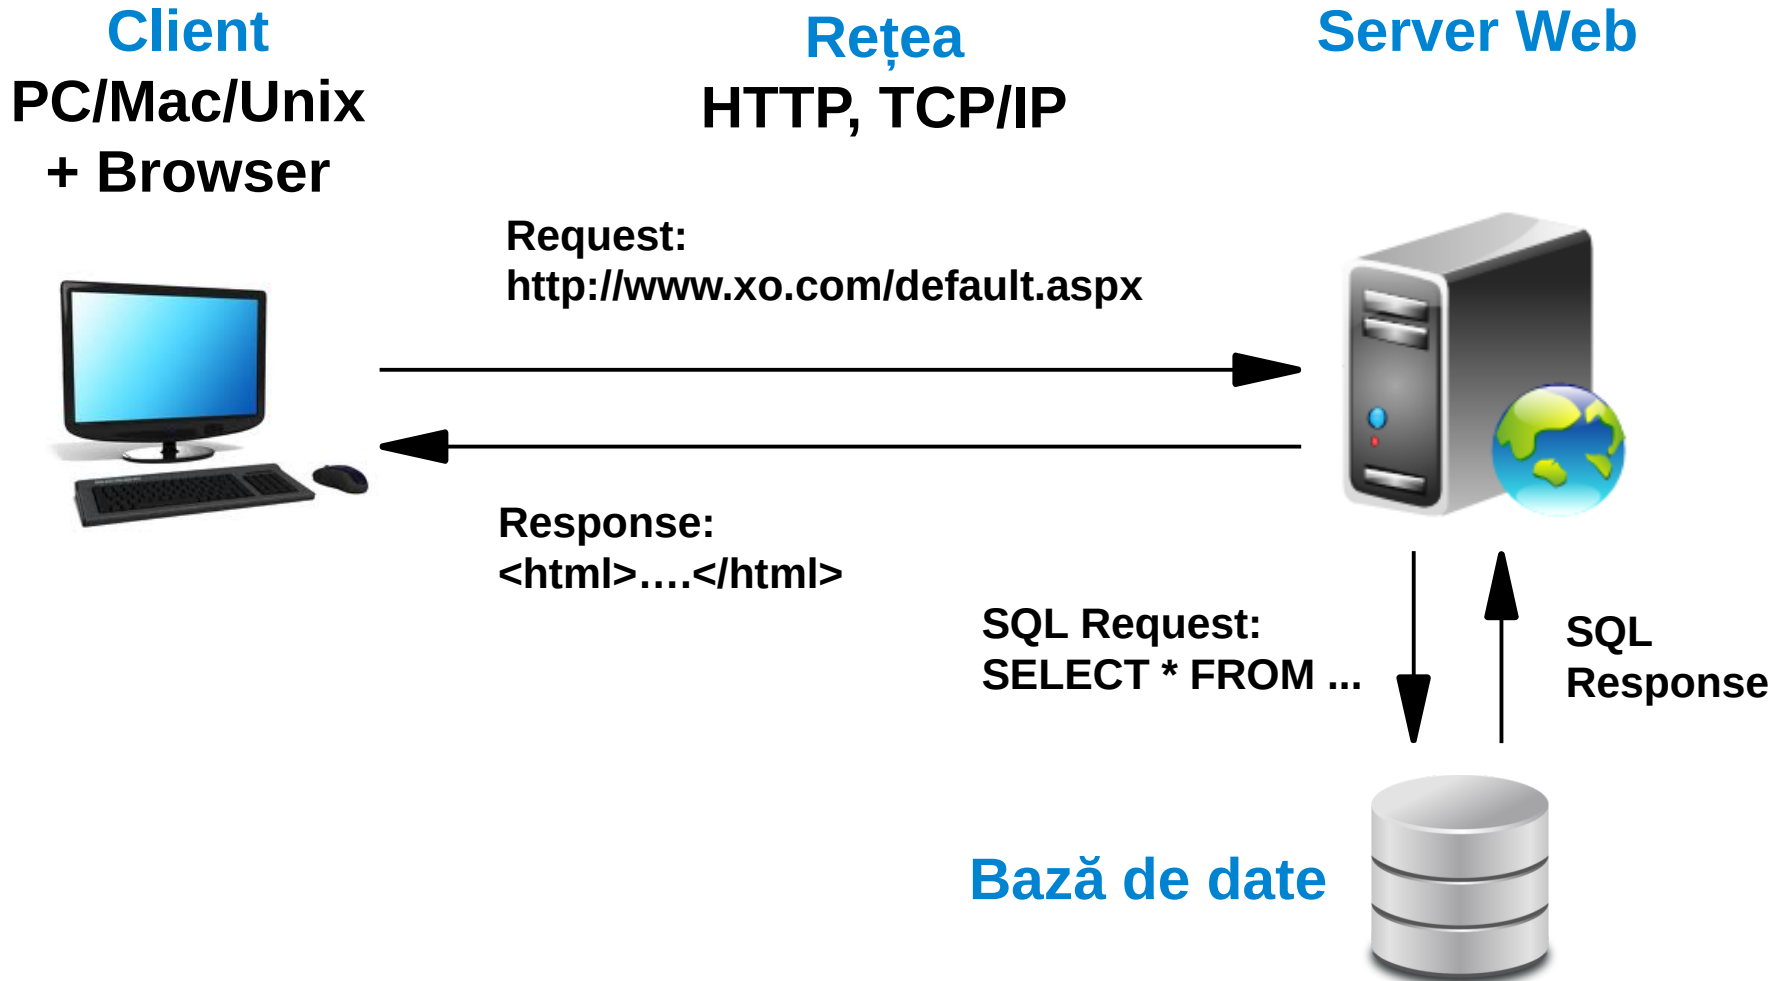 Client
PC/Mac/Unix
+ Browser
Rețea
HTTP, TCP/IP
Server Web
Request:
http://www.xo.com/default.aspx
Response:
<html>….</html>
SQL Request:
SELECT * FROM ...
SQL
Response
Bază de date